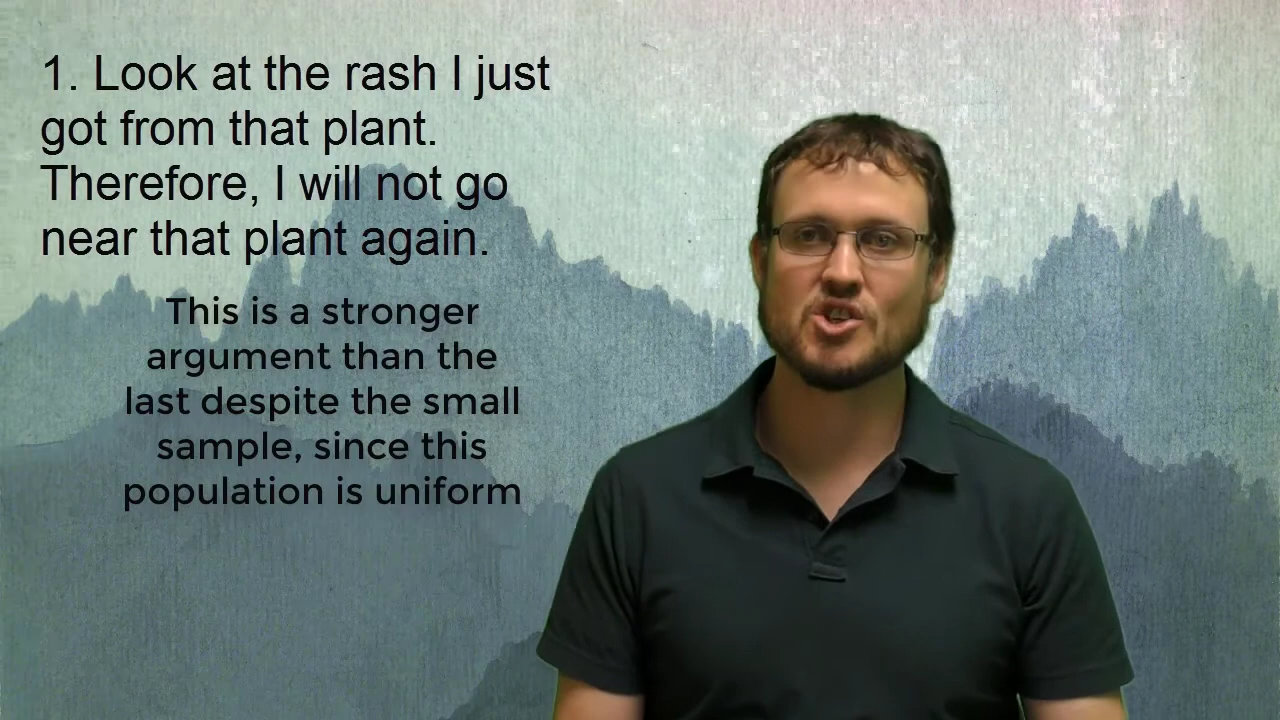 1. Look at the rash I just
got from that plant.
Therefore, I will not go
near that plant again.
This is a stronger
argument than the
last despite the small
sample, since this
population is uniform